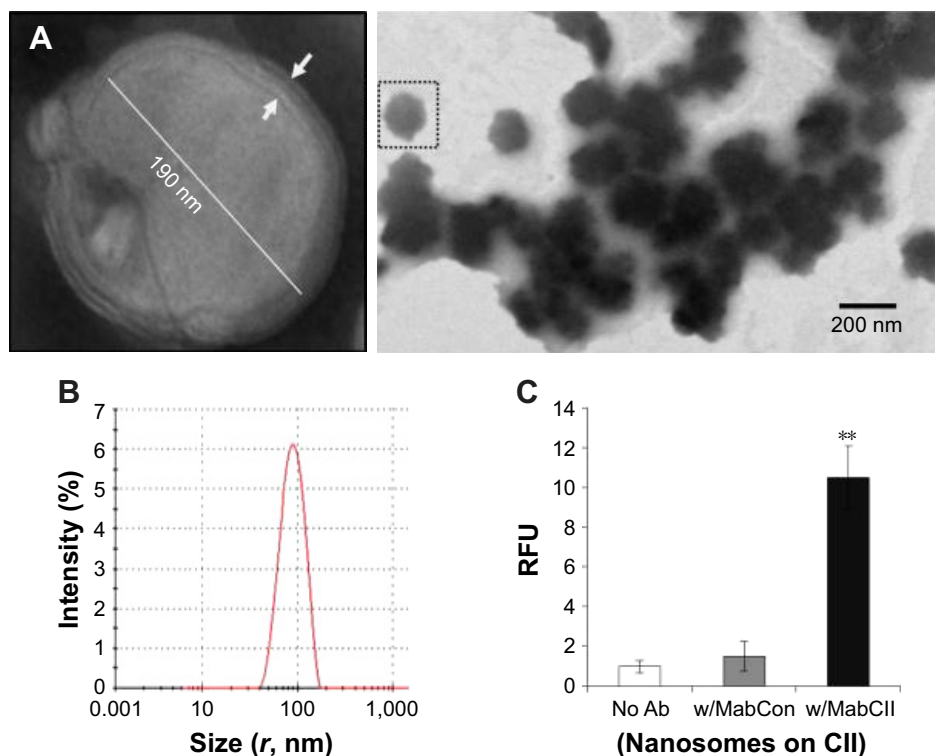 A
190 nm
200 nm
B
7
6
5
4
3
2
1
0
Intensity (%)
0.001 10 100 1,000
Size (r, nm)
C
14
12
10
8
6
4
2
0
RFU
**
No Ab w/MabCon w/MabCII
(Nanosomes on CII)